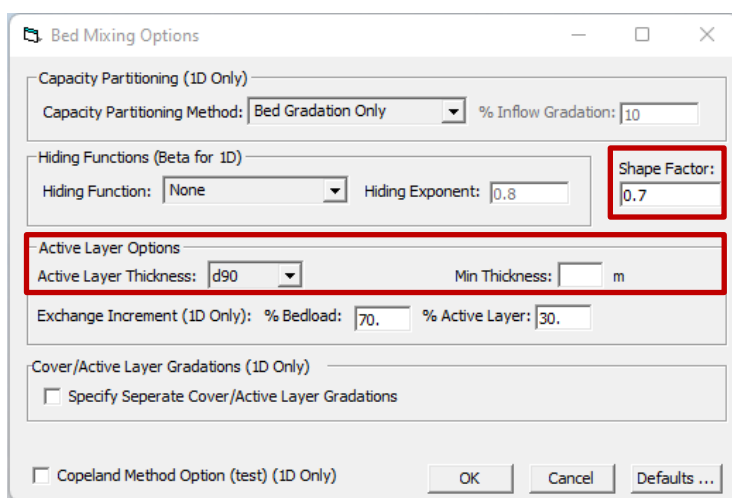 Bed Mixing Options
Capacity Partitioning (1D Only)
Capacity Partitioning Method: Bed Gradation Only % Inflow Gradation: 10
Hiding Functions (Beta for 1D)
Hiding Function: None Hiding Exponent: 0.8
Shape Factor:
0.7
Active Layer Options
Active Layer Thickness: d90 Min Thickness: m
Exchange Increment (1D Only): % Bedload: 70. % Active Layer: 30.
Cover/Active Layer Gradations (1D Only)
Specify Seperate Cover/Active Layer Gradations
Copeland Method Option (test) (1D Only) OK Cancel Defaults ...